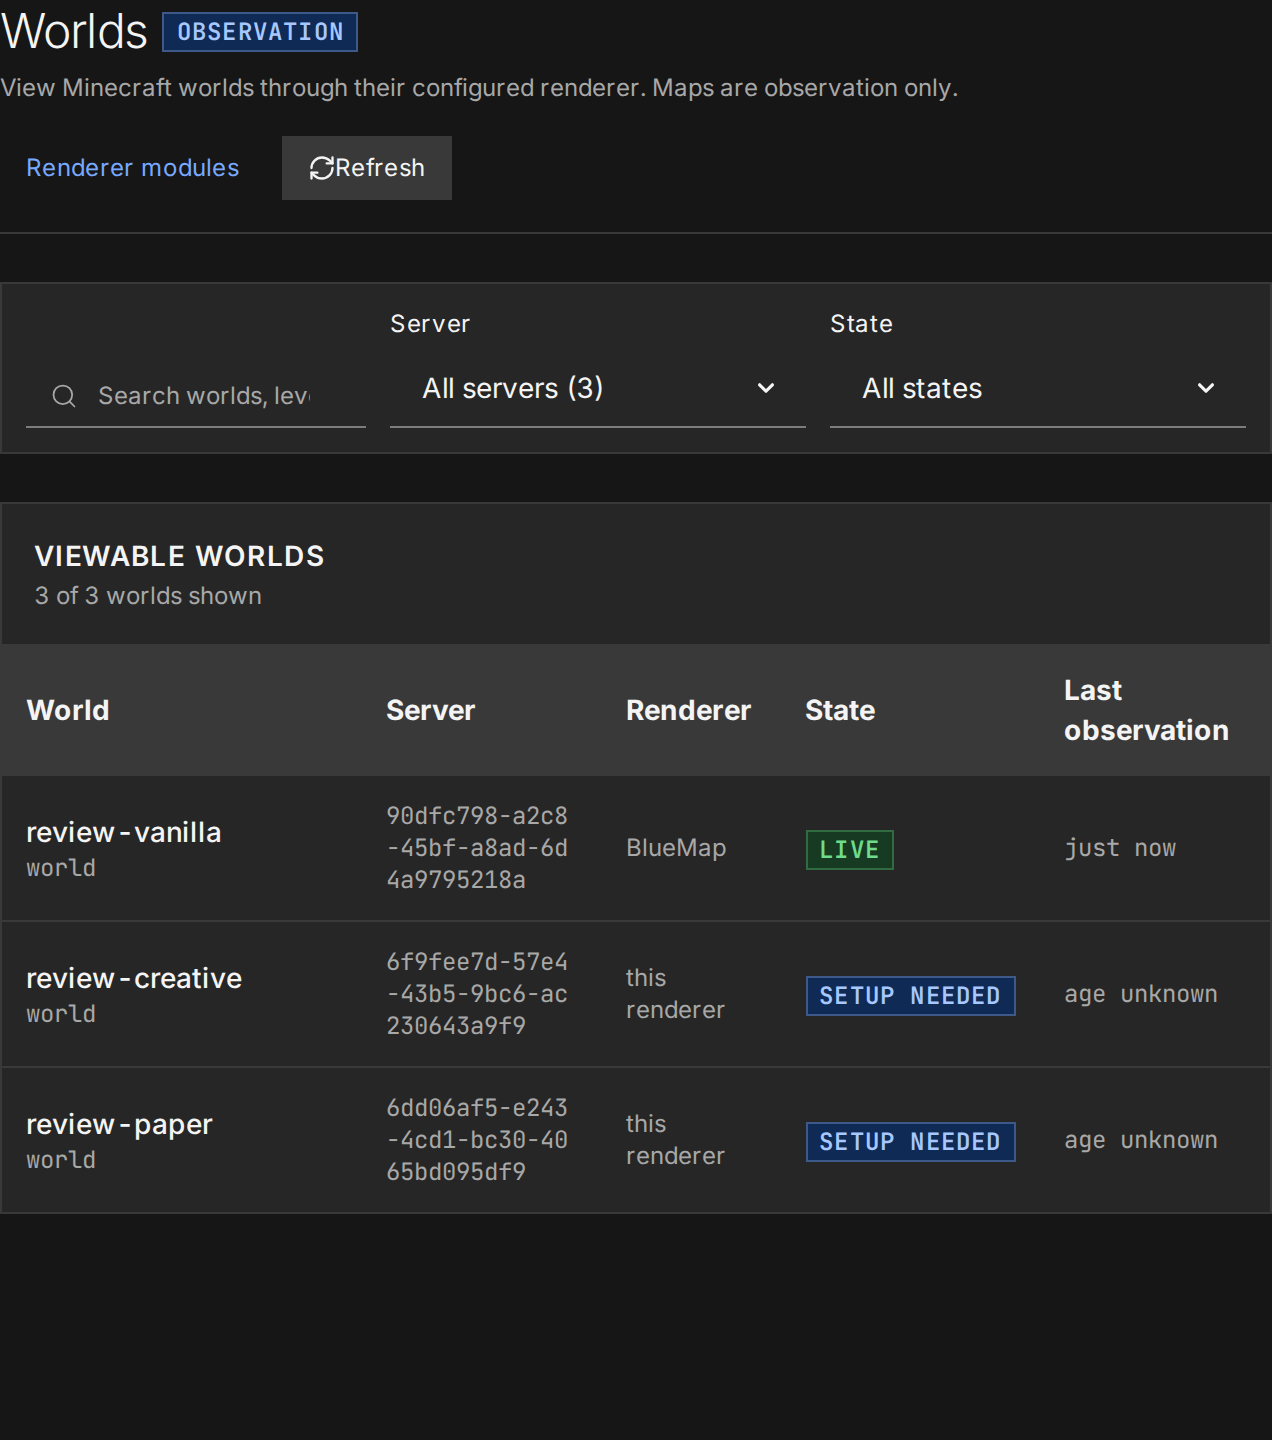 Worlds OBSERVATION
View Minecraft worlds through their configured renderer. Maps are observation only.
Renderer modules Refresh
Server State
Search worlds, lev All servers (3) All states
VIEWABLE WORLDS
3 of 3 worlds shown
World Server Renderer State Last observation
review-vanilla
world
90dfc798-a2c8
-45bf-a8ad-6d
4a9795218a
BlueMap
LIVE
just now
review-creative
world
6f9fee7d-57e4
-43b5-9bc6-ac
230643a9f9
this
renderer
SETUP NEEDED
age unknown
review-paper
world
6dd06af5-e243
-4cd1-bc30-40
65bd095df9
this
renderer
SETUP NEEDED
age unknown